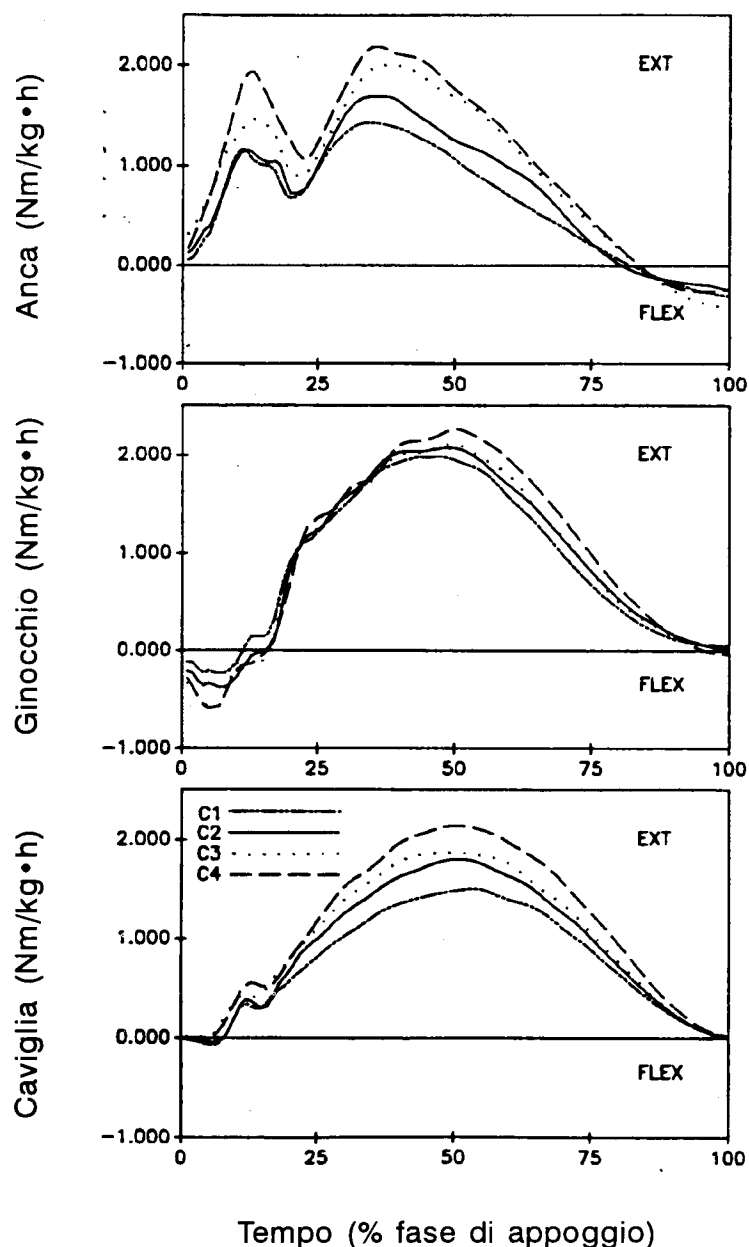 Anca (Nm/kg•h)
2.000
1.000
0.000
−1.000
EXT
FLEX
0 25 50 75 100
Ginocchio (Nm/kg•h)
2.000
1.000
0.000
−1.000
EXT
FLEX
0 25 50 75 100
Caviglia (Nm/kg•h)
2.000
1.000
0.000
−1.000
C1
C2
C3
C4
EXT
FLEX
0 25 50 75 100
Tempo (% fase di appoggio)